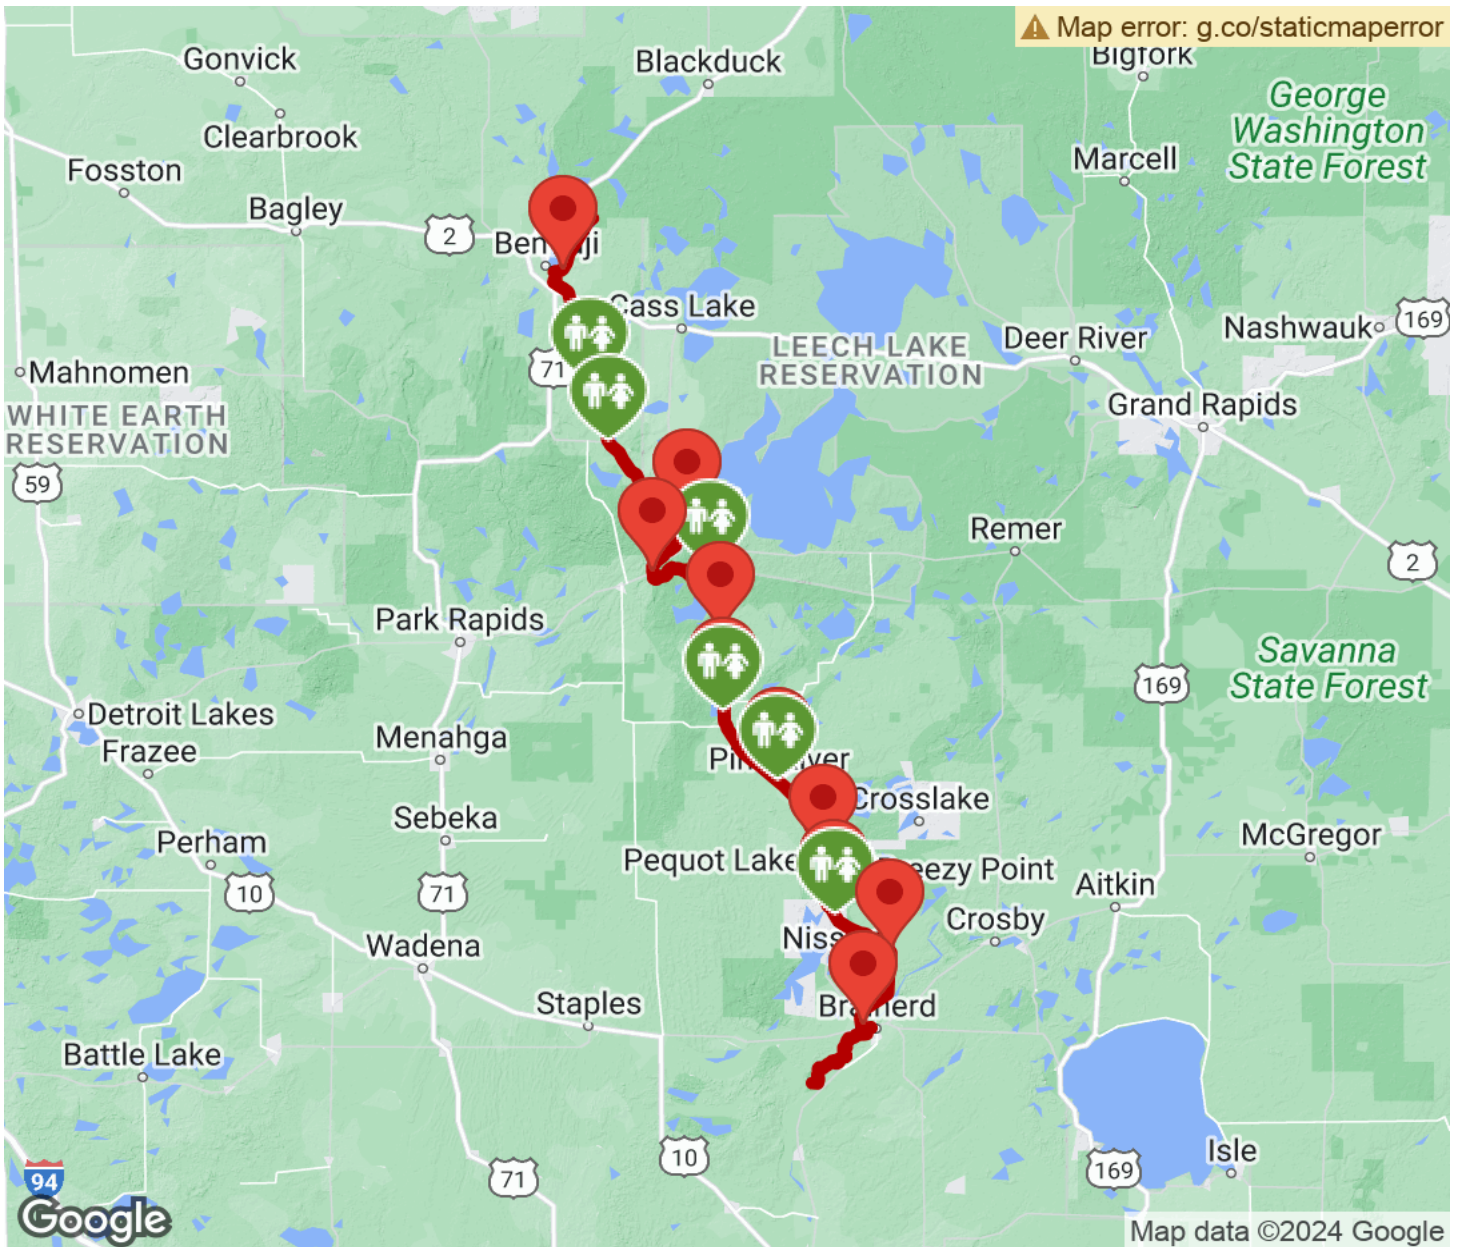 Map error: g.co/staticmaperror
Gonvick
Blackduck
Bigfork
George
Washington
State Forest
Clearbrook
Fosston
Marcell
Bagley
2
Cass Lake
Nashwauk
169
Deer River
LEECH LAKE
RESERVATION
71
Mahnomen
WHITE EARTH
RESERVATION
Grand Rapids
59
Remer
2
Park Rapids
Savanna
State Forest
169
Detroit Lakes
Frazee
Menahga
Crosslake
Sebeka
Perham
McGregor
Pequot Lake
Aitkin
10
71
Crosby
Wadena
Staples
Battle Lake
Isle
10
169
71
94
Google
Map data ©2024 Google